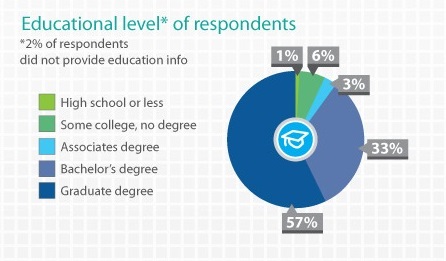 Educational level* of respondents
*2% of respondents
did not provide education info
1%
6%
3%
33%
57%
High school or less
Some college, no degree
Associates degree
Bachelor's degree
Graduate degree